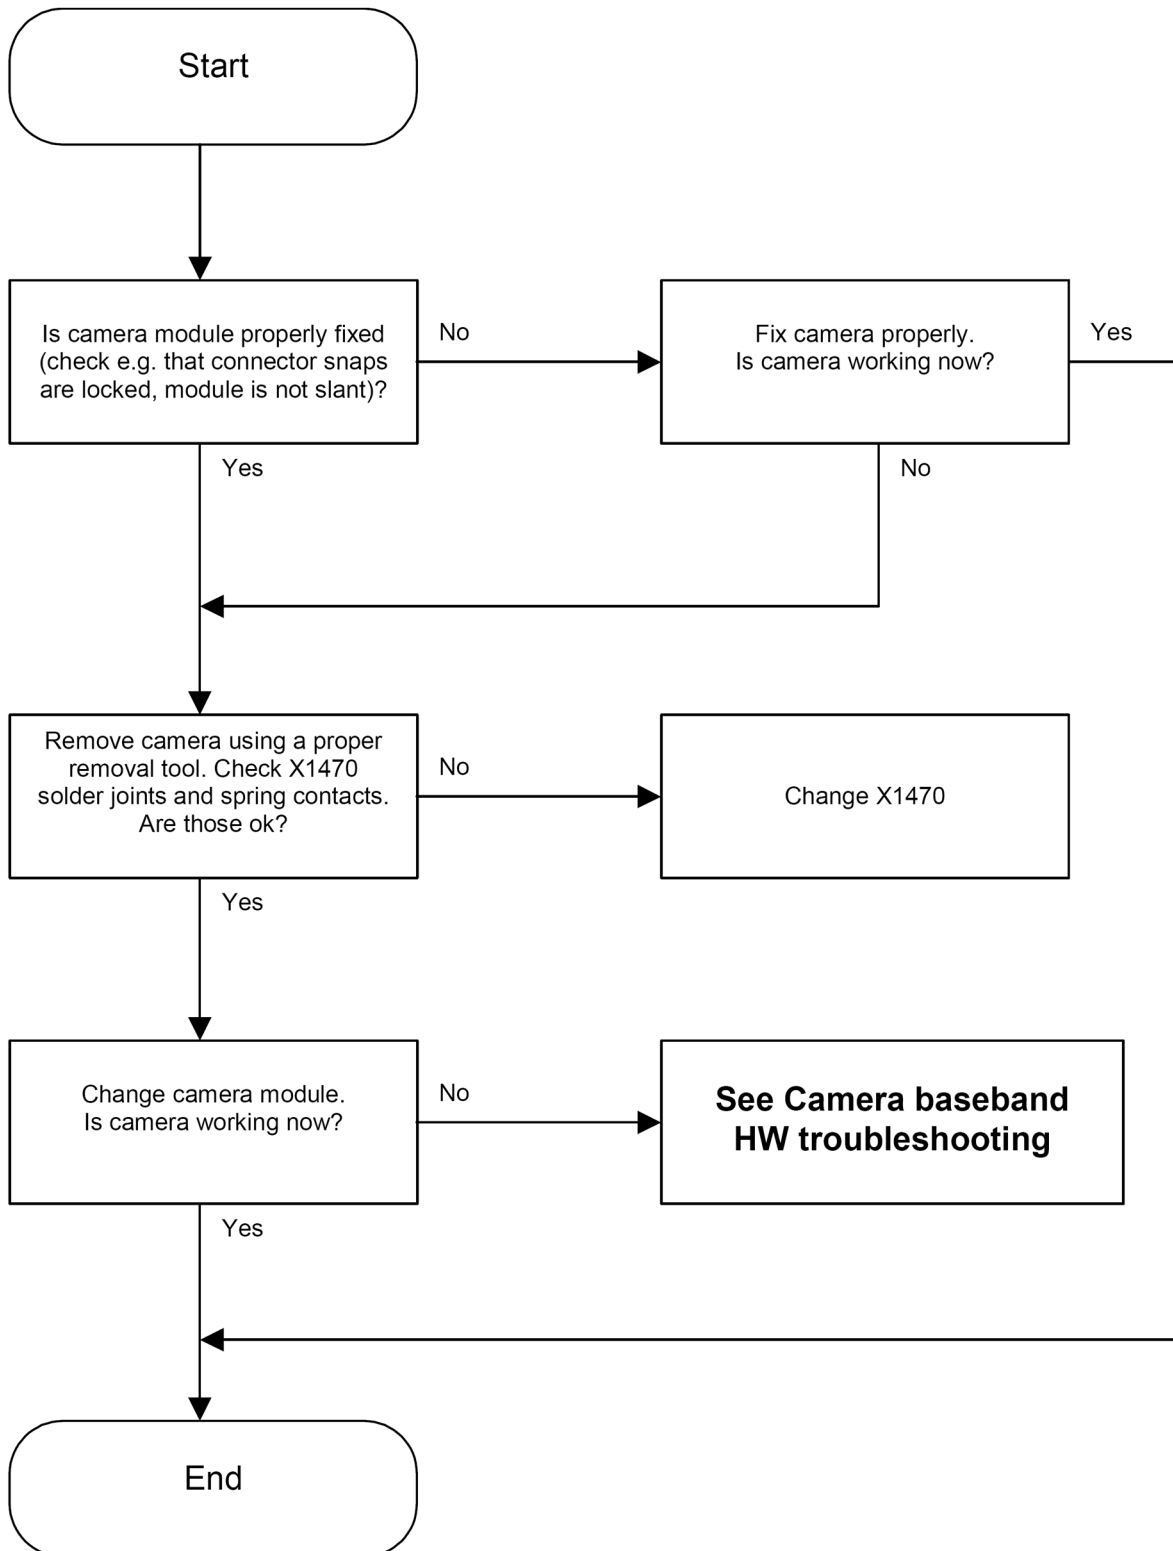 Start
Is camera module properly fixed
(check e.g. that connector snaps
are locked, module is not slant)?
No
Fix camera properly.
Is camera working now?
Yes
Yes
No
Remove camera using a proper
removal tool. Check X1470
solder joints and spring contacts.
Are those ok?
No
Change X1470
Yes
Change camera module.
Is camera working now?
No
See Camera baseband
HW troubleshooting
Yes
End